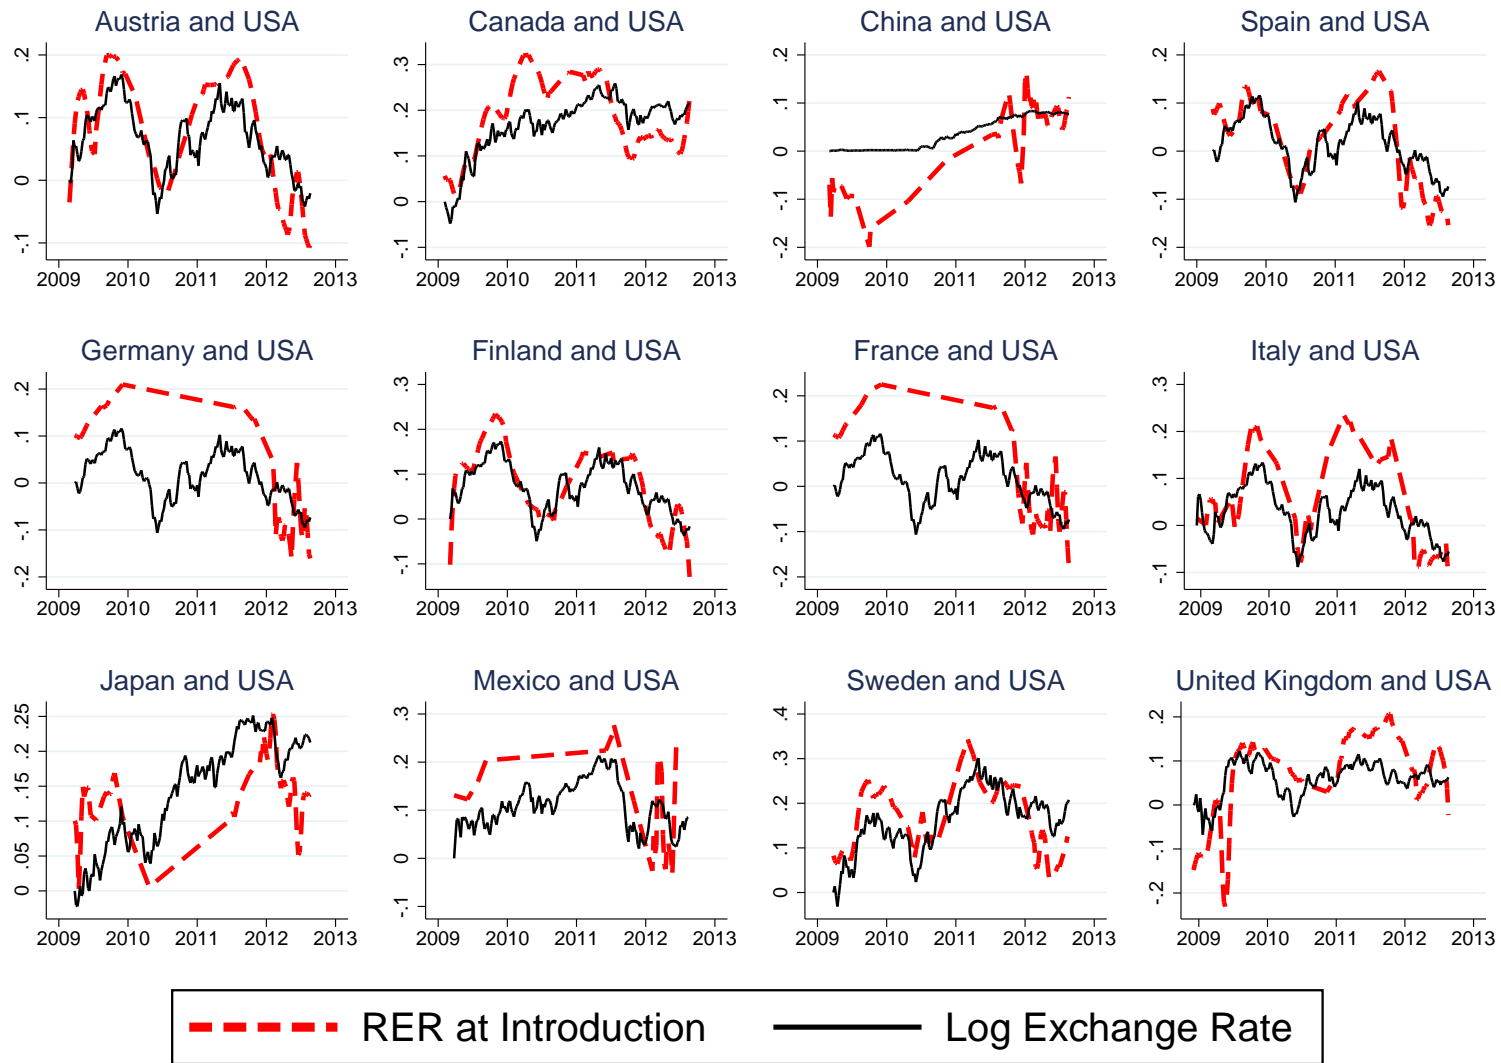 Austria and USA
.2
.1
0
-.1
2009 2010 2011 2012 2013
Canada and USA
.3
.2
.1
0
-.1
2009 2010 2011 2012 2013
China and USA
.2
.1
0
-.1
-.2
2009 2010 2011 2012 2013
Spain and USA
.2
.1
0
-.1
-.2
2009 2010 2011 2012 2013
Germany and USA
.2
.1
0
-.1
-.2
2009 2010 2011 2012 2013
Finland and USA
.3
.2
.1
0
-.1
2009 2010 2011 2012 2013
France and USA
.2
.1
0
-.1
-.2
2009 2010 2011 2012 2013
Italy and USA
.3
.2
.1
0
-.1
2009 2010 2011 2012 2013
Japan and USA
.25
.2
.15
.1
.05
0
2009 2010 2011 2012 2013
Mexico and USA
.3
.2
.1
0
-.1
2009 2010 2011 2012 2013
Sweden and USA
.4
.3
.2
.1
0
2009 2010 2011 2012 2013
United Kingdom and USA
.2
.1
0
-.1
-.2
2009 2010 2011 2012 2013
RER at Introduction Log Exchange Rate